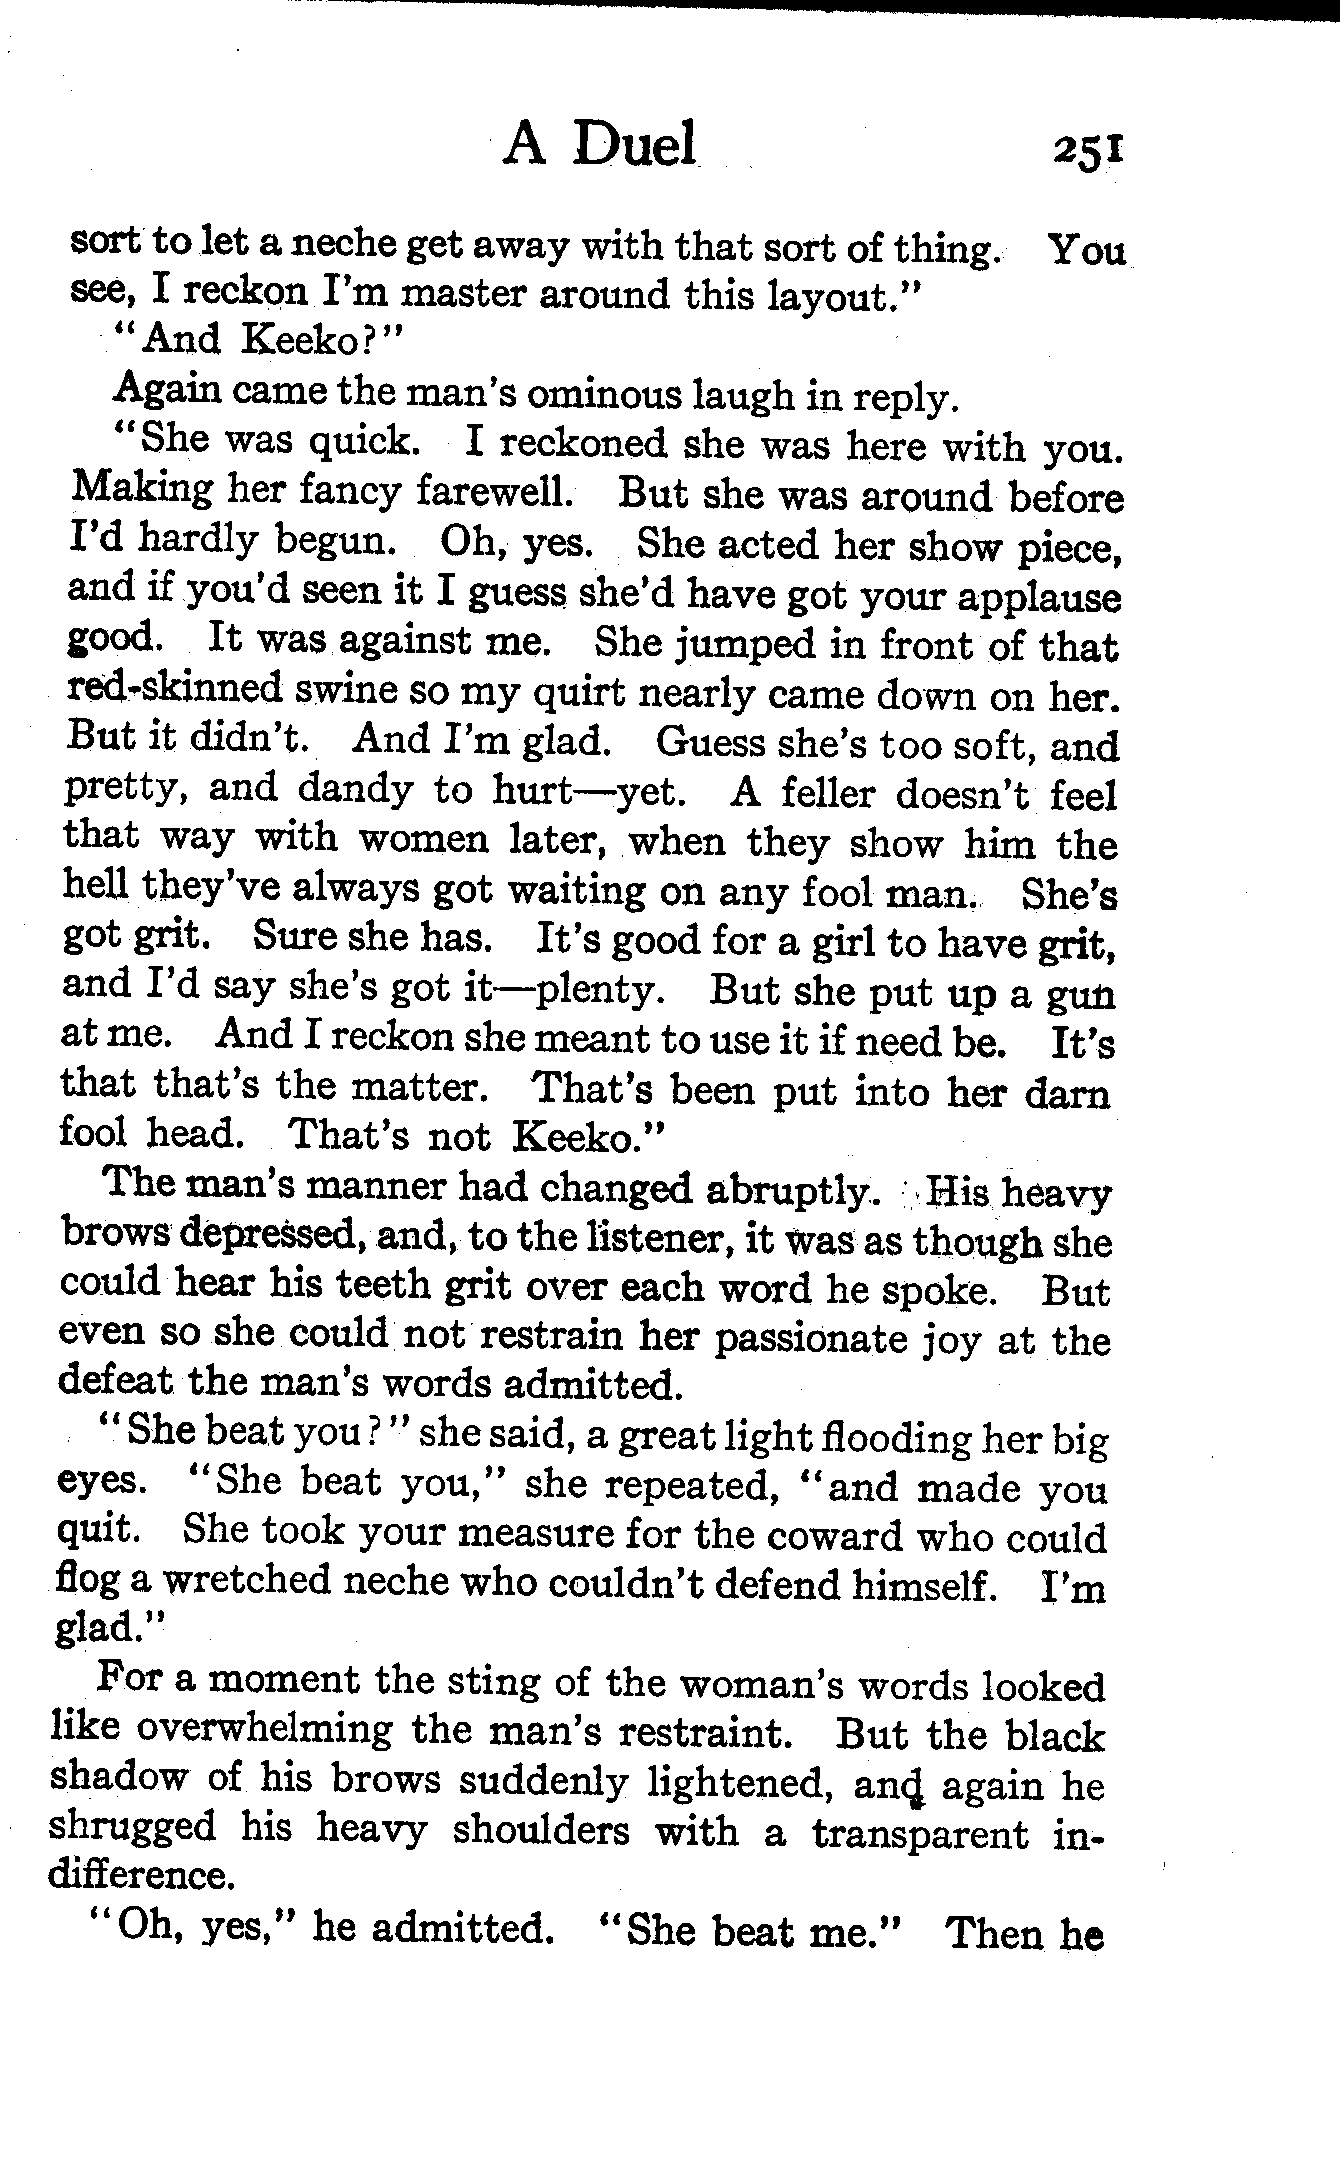 A Duel 251
sort to let a neche get away with that sort of thing. You
see, I reckon I'm master around this layout."
"And Keeko?"
Again came the man's ominous laugh in reply.
"She was quick. I reckoned she was here with you.
Making her fancy farewell. But she was around before
I'd hardly begun. Oh, yes. She acted her show piece,
and if you'd seen it I guess she'd have got your applause
good. It was against me. She jumped in front of that
red-skinned swine so my quirt nearly came down on her.
But it didn't. And I'm glad. Guess she's too soft, and
pretty, and dandy to hurt—yet. A feller doesn't feel
that way with women later, when they show him the
hell they've always got waiting on any fool man. She's
got grit. Sure she has. It's good for a girl to have grit,
and I'd say she's got it—plenty. But she put up a gun
at me. And I reckon she meant to use it if need be. It's
that that's the matter. That's been put into her darn
fool head. That's not Keeko."
The man's manner had changed abruptly. His heavy
brows depressed, and, to the listener, it was as though she
could hear his teeth grit over each word he spoke. But
even so she could not restrain her passionate joy at the
defeat the man's words admitted.
"She beat you?" she said, a great light flooding her big
eyes. "She beat you," she repeated, "and made you
quit. She took your measure for the coward who could
flog a wretched neche who couldn't defend himself. I'm
glad."
For a moment the sting of the woman's words looked
like overwhelming the man's restraint. But the black
shadow of his brows suddenly lightened, and again he
shrugged his heavy shoulders with a transparent in-
difference.
"Oh, yes," he admitted. "She beat me." Then he